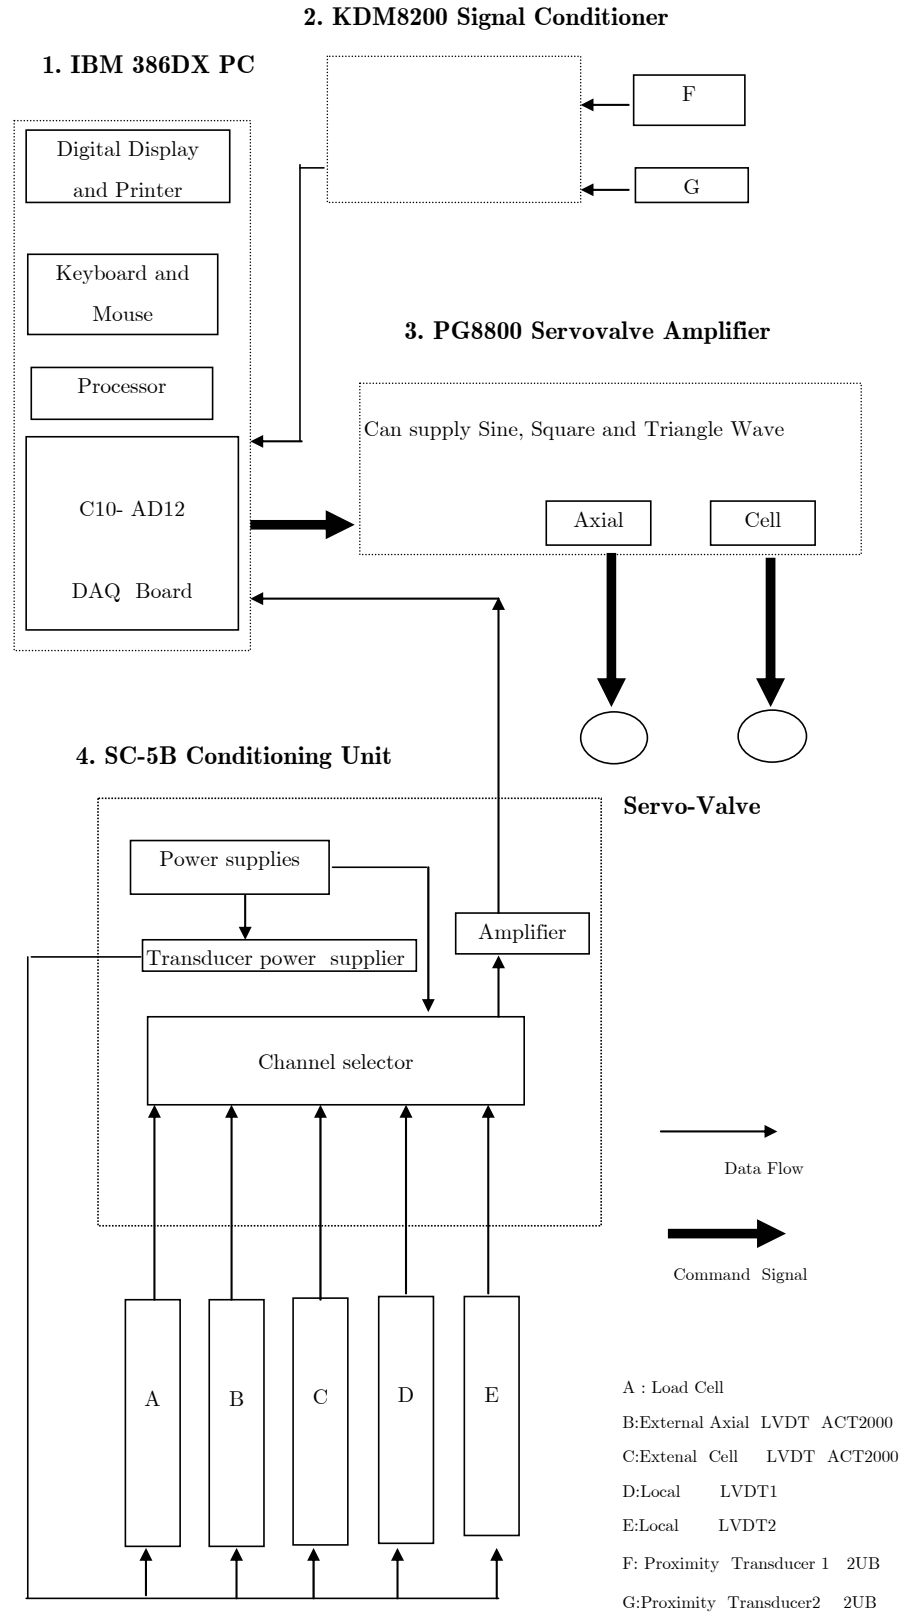 2. KDM8200 Signal Conditioner
1. IBM 386DX PC
F
Digital Display
and Printer
G
Keyboard and
Mouse
3. PG8800 Servovalve Amplifier
Processor
Can supply Sine, Square and Triangle Wave
C10- AD12
DAQ Board
Axial
Cell
4. SC-5B Conditioning Unit
Servo-Valve
Power supplies
Amplifier
Transducer power supplier
Channel selector
Data Flow
Command Signal
A
B
C
D
E
A : Load Cell
B:External Axial LVDT ACT2000
C:Extenal Cell LVDT ACT2000
D:Local LVDT1
E:Local LVDT2
F: Proximity Transducer 1 2UB
G:Proximity Transducer2 2UB